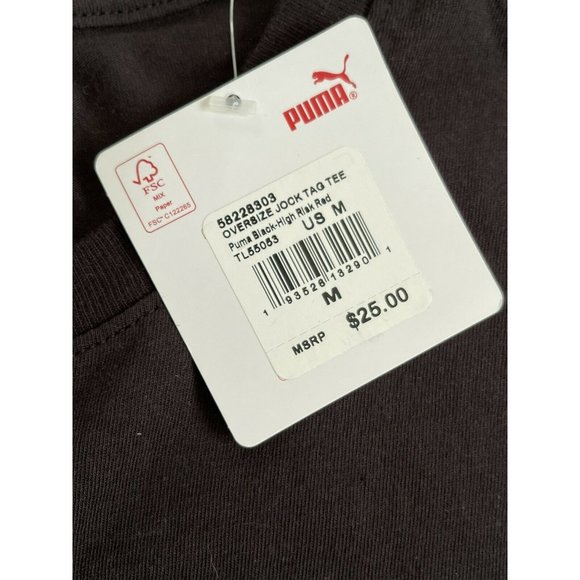 PUMA®
FSC
MIX
Paper
FSC® C122265
58228303
OVERSIZE JOCK TAG TEE
Puma Black-High Risk Red
TL55053 US M
1 93528 13290 1
M
MSRP $25.00